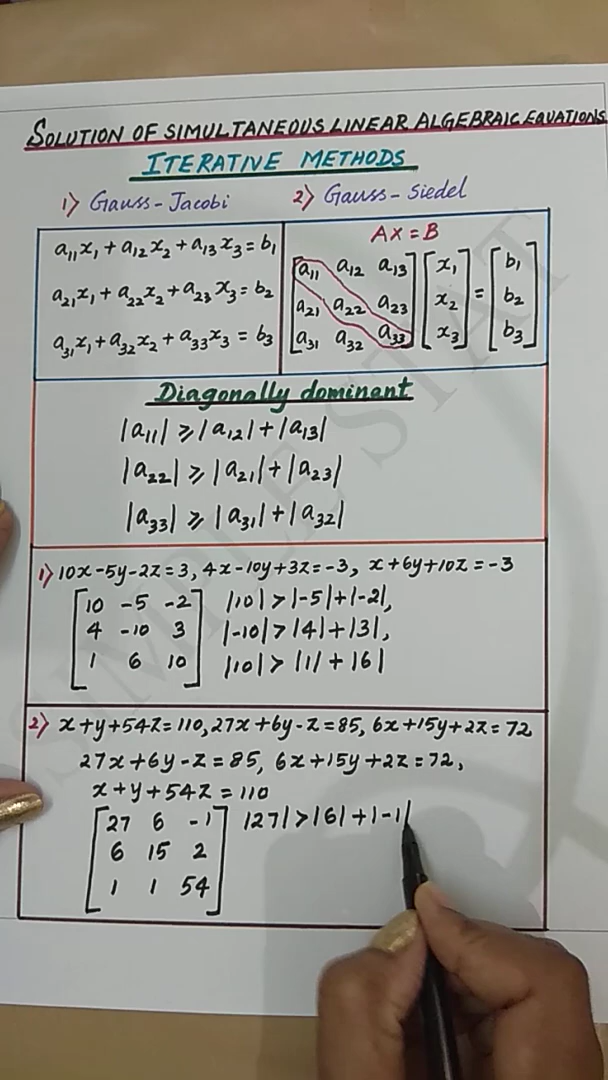 SOLUTION OF SIMULTANEOUS LINEAR ALGEBRAIC EQUATIONS
ITERATIVE METHODS
1) Gauss-Jacobi 2) Gauss-Siedel
a₁₁x₁+a₁₂x₂+a₁₃x₃=b₁
a₂₁x₁+a₂₂x₂+a₂₃x₃=b₂
a₃₁x₁+a₃₂x₂+a₃₃x₃=b₃
AX=B
[a₁₁ a₁₂ a₁₃] [x₁] = [b₁]
[a₂₁ a₂₂ a₂₃] [x₂] = [b₂]
[a₃₁ a₃₂ a₃₃] [x₃] = [b₃]
Diagonally dominant
|a₁₁| ⩾ |a₁₂|+|a₁₃|
|a₂₂| ⩾ |a₂₁|+|a₂₃|
|a₃₃| ⩾ |a₃₁|+|a₃₂|
1) 10x-5y-2z=3, 4x-10y+3z=-3, x+6y+10z=-3
[10 -5 -2] |10|>|-5|+|-2|,
[4 -10 3] |-10|>|4|+|3|,
[1 6 10] |10|>|1|+|6|
2) x+y+54z=110, 27x+6y-z=85, 6x+15y+2z=72
27x+6y-z=85, 6x+15y+2z=72,
x+y+54z=110
[27 6 -1] |27|>|6|+|-1|
[6 15 2]
[1 1 54]